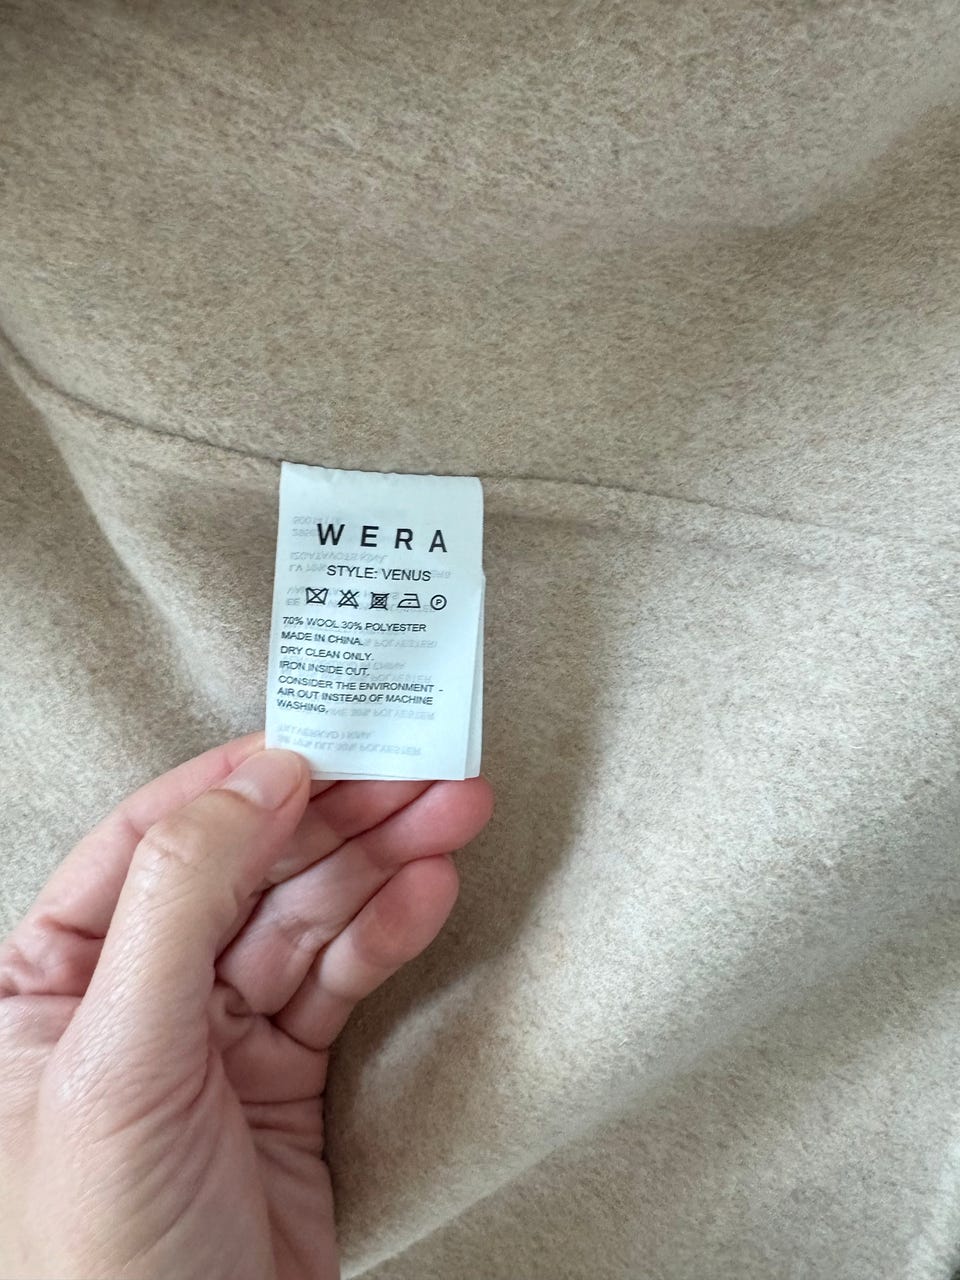 WERA
STYLE: VENUS
P
70% WOOL 30% POLYESTER
MADE IN CHINA.
DRY CLEAN ONLY.
IRON INSIDE OUT.
CONSIDER THE ENVIRONMENT -
AIR OUT INSTEAD OF MACHINE
WASHING.